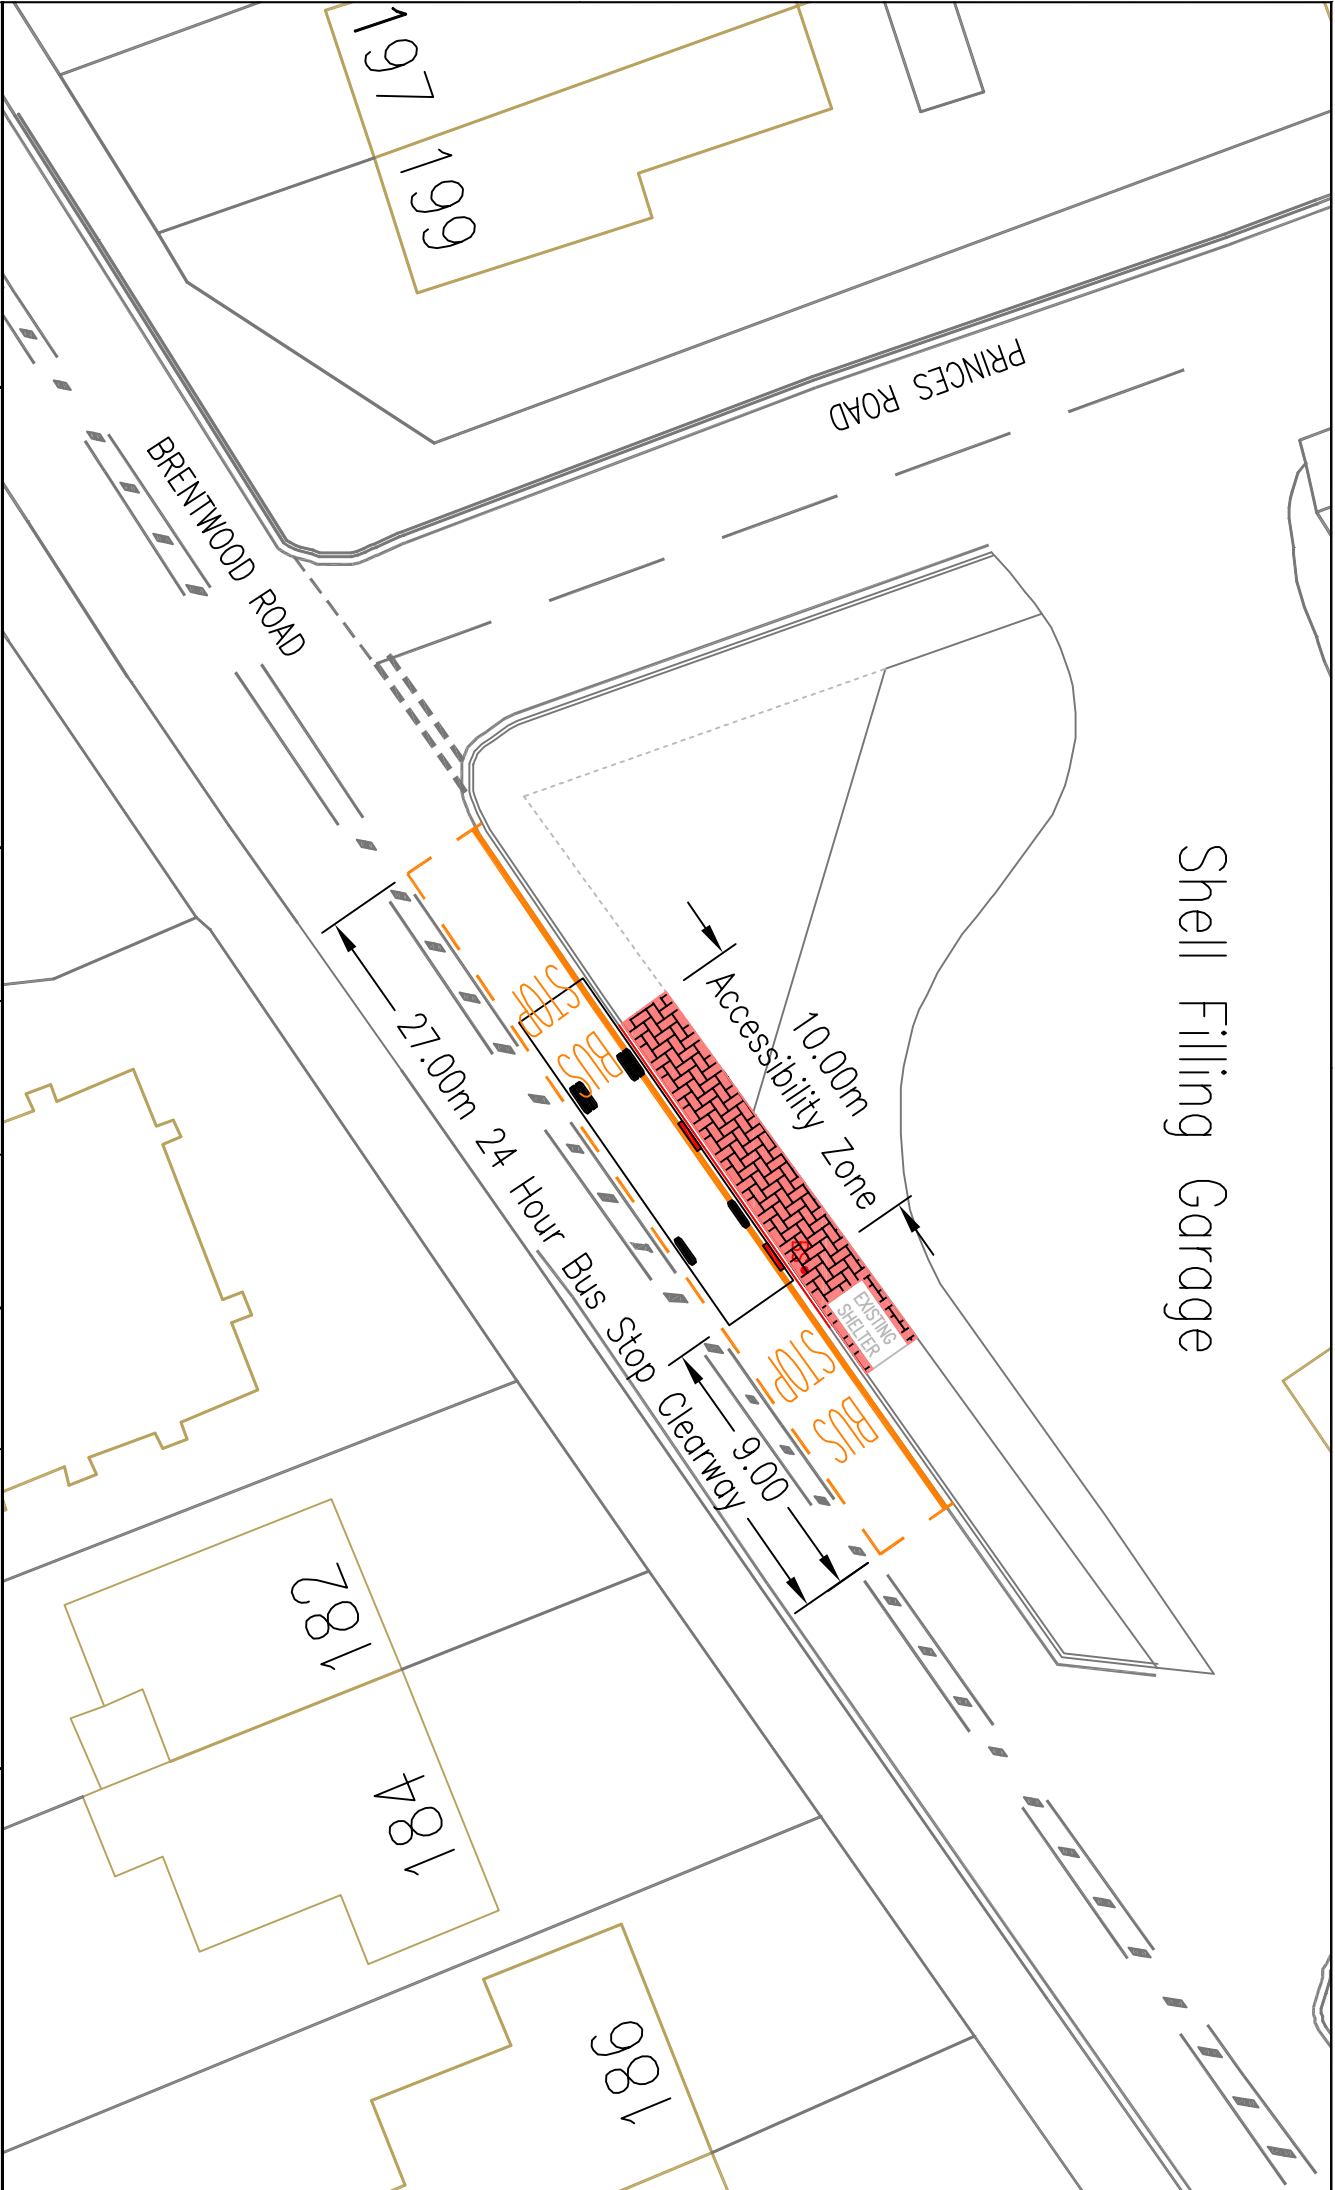 197
199
PRINCES ROAD
BRENTWOOD ROAD
Shell Filling Garage
10.00m
Accessibility Zone
BUS
STOP
27.00m 24 Hour Bus Stop Clearway
EXISTING
SHELTER
BUS
STOP
9.00
182
184
186